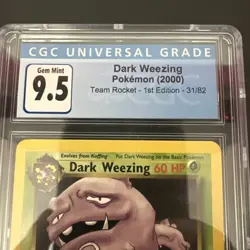 CGC UNIVERSAL GRADE
Gem Mint
9.5
Dark Weezing
Pokémon (2000)
Team Rocket - 1st Edition - 31/82
Evolves from Koffing Put Dark Weezing on the Basic Pokémon
Dark Weezing 60 HP